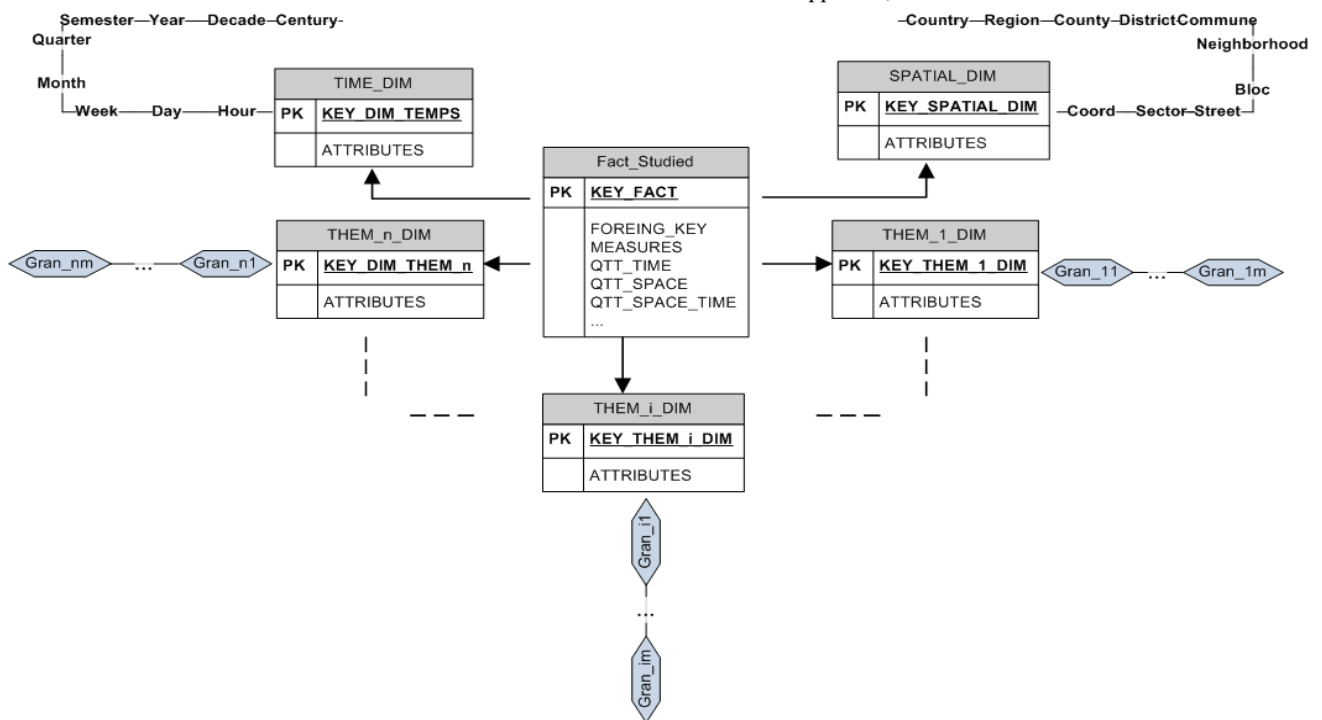 Semester—Year—Decade—Century-
Quarter
Month
Week—Day—Hour
-Country—Region—County-DistrictCommune
Neighborhood
Bloc
Coord—Sector-Street
TIME_DIM
PK KEY_DIM_TEMPS
ATTRIBUTES
SPATIAL_DIM
PK KEY_SPATIAL_DIM
ATTRIBUTES
Fact_Studied
PK KEY_FACT
FOREING_KEY
MEASURES
QTT_TIME
QTT_SPACE
QTT_SPACE_TIME
...
THEM_n_DIM
PK KEY_DIM_THEM_n
ATTRIBUTES
Gran_nm ... Gran_n1
THEM_1_DIM
PK KEY_THEM_1_DIM
ATTRIBUTES
Gran_11 ... Gran_1m
THEM_i_DIM
PK KEY_THEM_i_DIM
ATTRIBUTES
Gran_i1
...
Gran_im